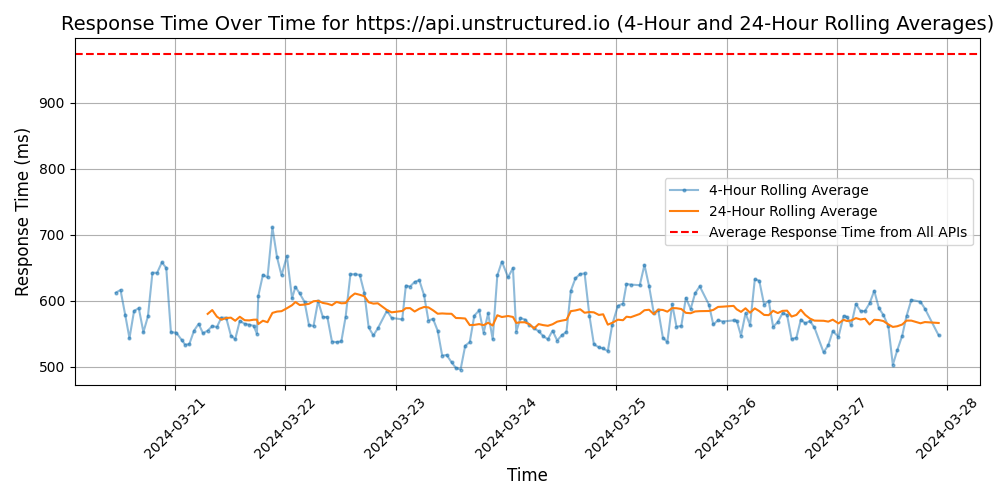 Response Time Over Time for https://api.unstructured.io (4-Hour and 24-Hour Rolling Averages)
Response Time (ms)
900
800
700
600
500
4-Hour Rolling Average
24-Hour Rolling Average
Average Response Time from All APIs
2024-03-21
2024-03-22
2024-03-23
2024-03-24
2024-03-25
2024-03-26
2024-03-27
2024-03-28
Time